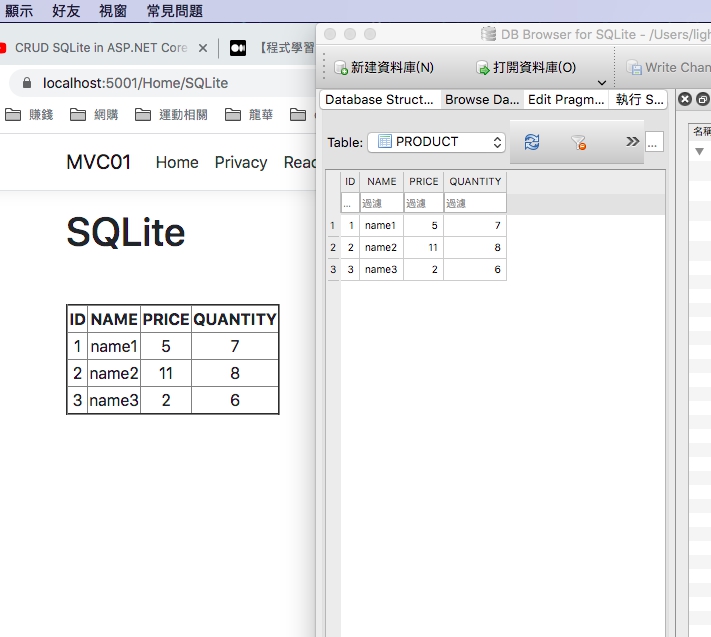 顯示 好友 視窗 常見問題
CRUD SQLite in ASP.NET Core
【程式學習
localhost:5001/Home/SQLite
賺錢 網購 運動相關 龍華
MVC01 Home Privacy Reac
SQLite
ID NAME PRICE QUANTITY
1 name1 5 7
2 name2 11 8
3 name3 2 6
DB Browser for SQLite - /Users/ligh
新建資料庫(N) 打開資料庫(O) Write Chan
Database Struct... Browse Da... Edit Pragm... 執行 S...
Table: PRODUCT ...
ID NAME PRICE QUANTITY
... 過濾 過濾 過濾
1 1 name1 5 7
2 2 name2 11 8
3 3 name3 2 6
名稱